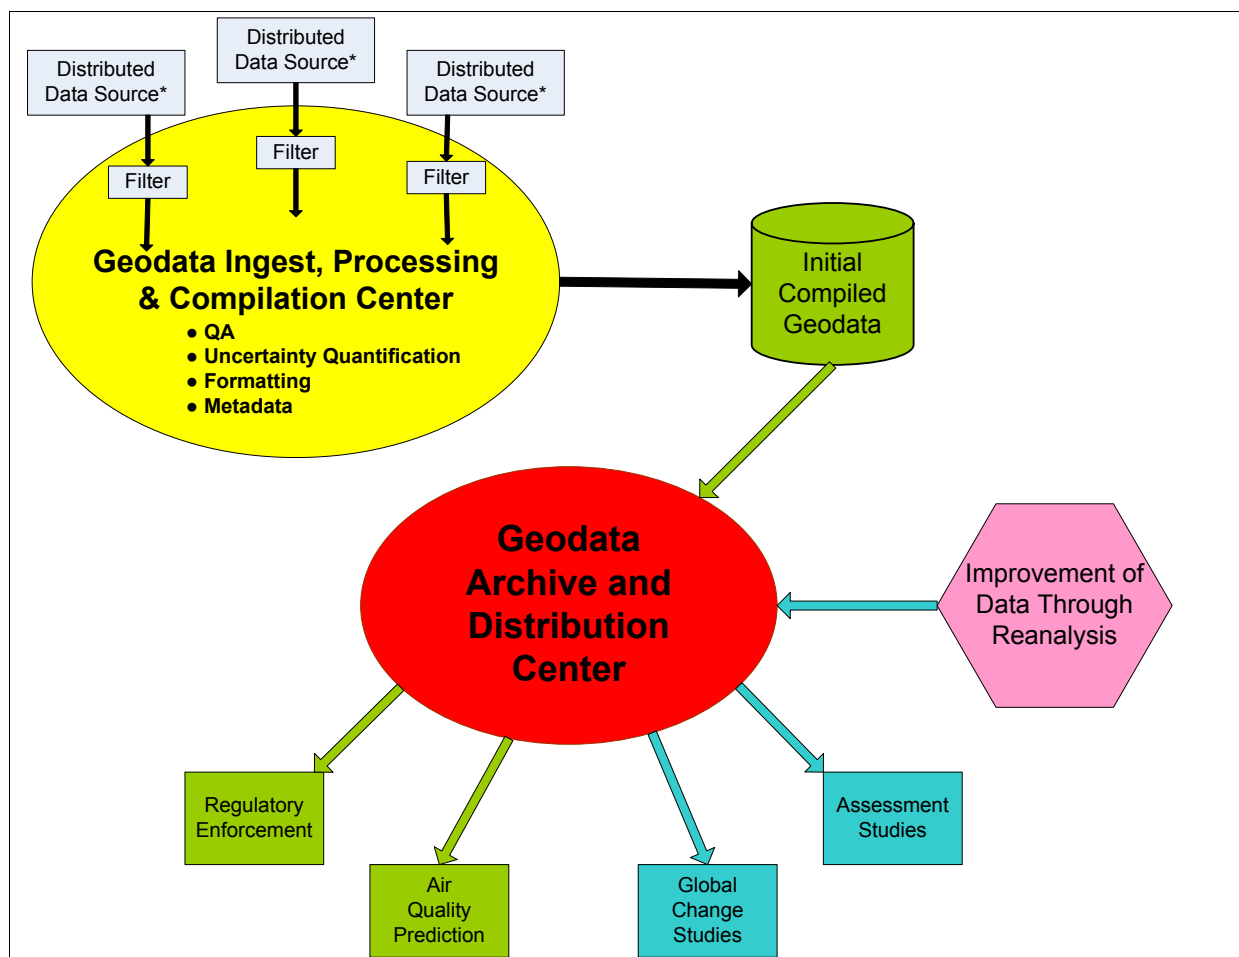 Distributed
Data Source*
Distributed
Data Source*
Distributed
Data Source*
Filter
Filter
Filter
Geodata Ingest, Processing
& Compilation Center
● QA
● Uncertainty Quantification
● Formatting
● Metadata
Initial
Compiled
Geodata
Geodata
Archive and
Distribution
Center
Improvement of
Data Through
Reanalysis
Regulatory
Enforcement
Air
Quality
Prediction
Global
Change
Studies
Assessment
Studies